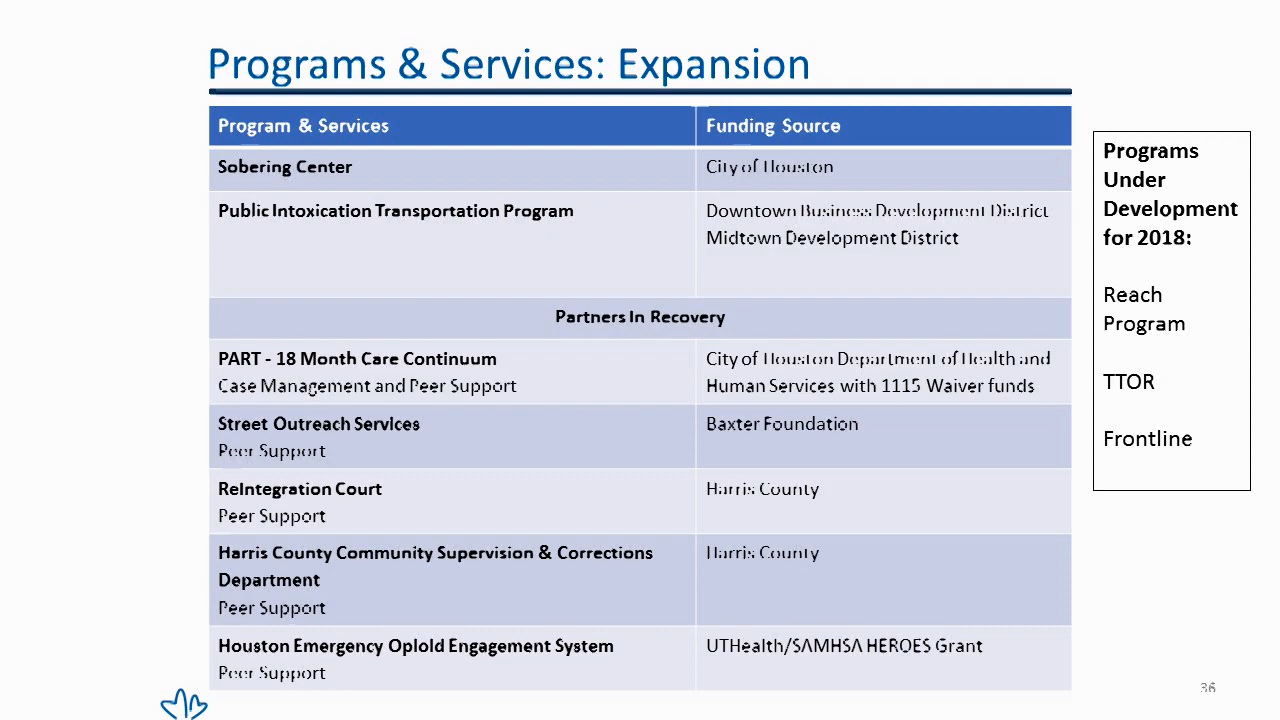 Programs & Services: Expansion
Program & Services
Funding Source
Sobering Center
City of Houston
Public Intoxication Transportation Program
Downtown Business Development District
Midtown Development District
Partners In Recovery
PART - 18 Month Care Continuum
Case Management and Peer Support
City of Houston Department of Health and
Human Services with 1115 Waiver funds
Street Outreach Services
Peer Support
Baxter Foundation
ReIntegration Court
Peer Support
Harris County
Harris County Community Supervision & Corrections
Department
Peer Support
Harris County
Houston Emergency OpIoId Engagement System
Peer Support
UTHealth/SAMHSA HEROES Grant
Programs
Under
Development
for 2018:
Reach
Program
TTOR
Frontline
36